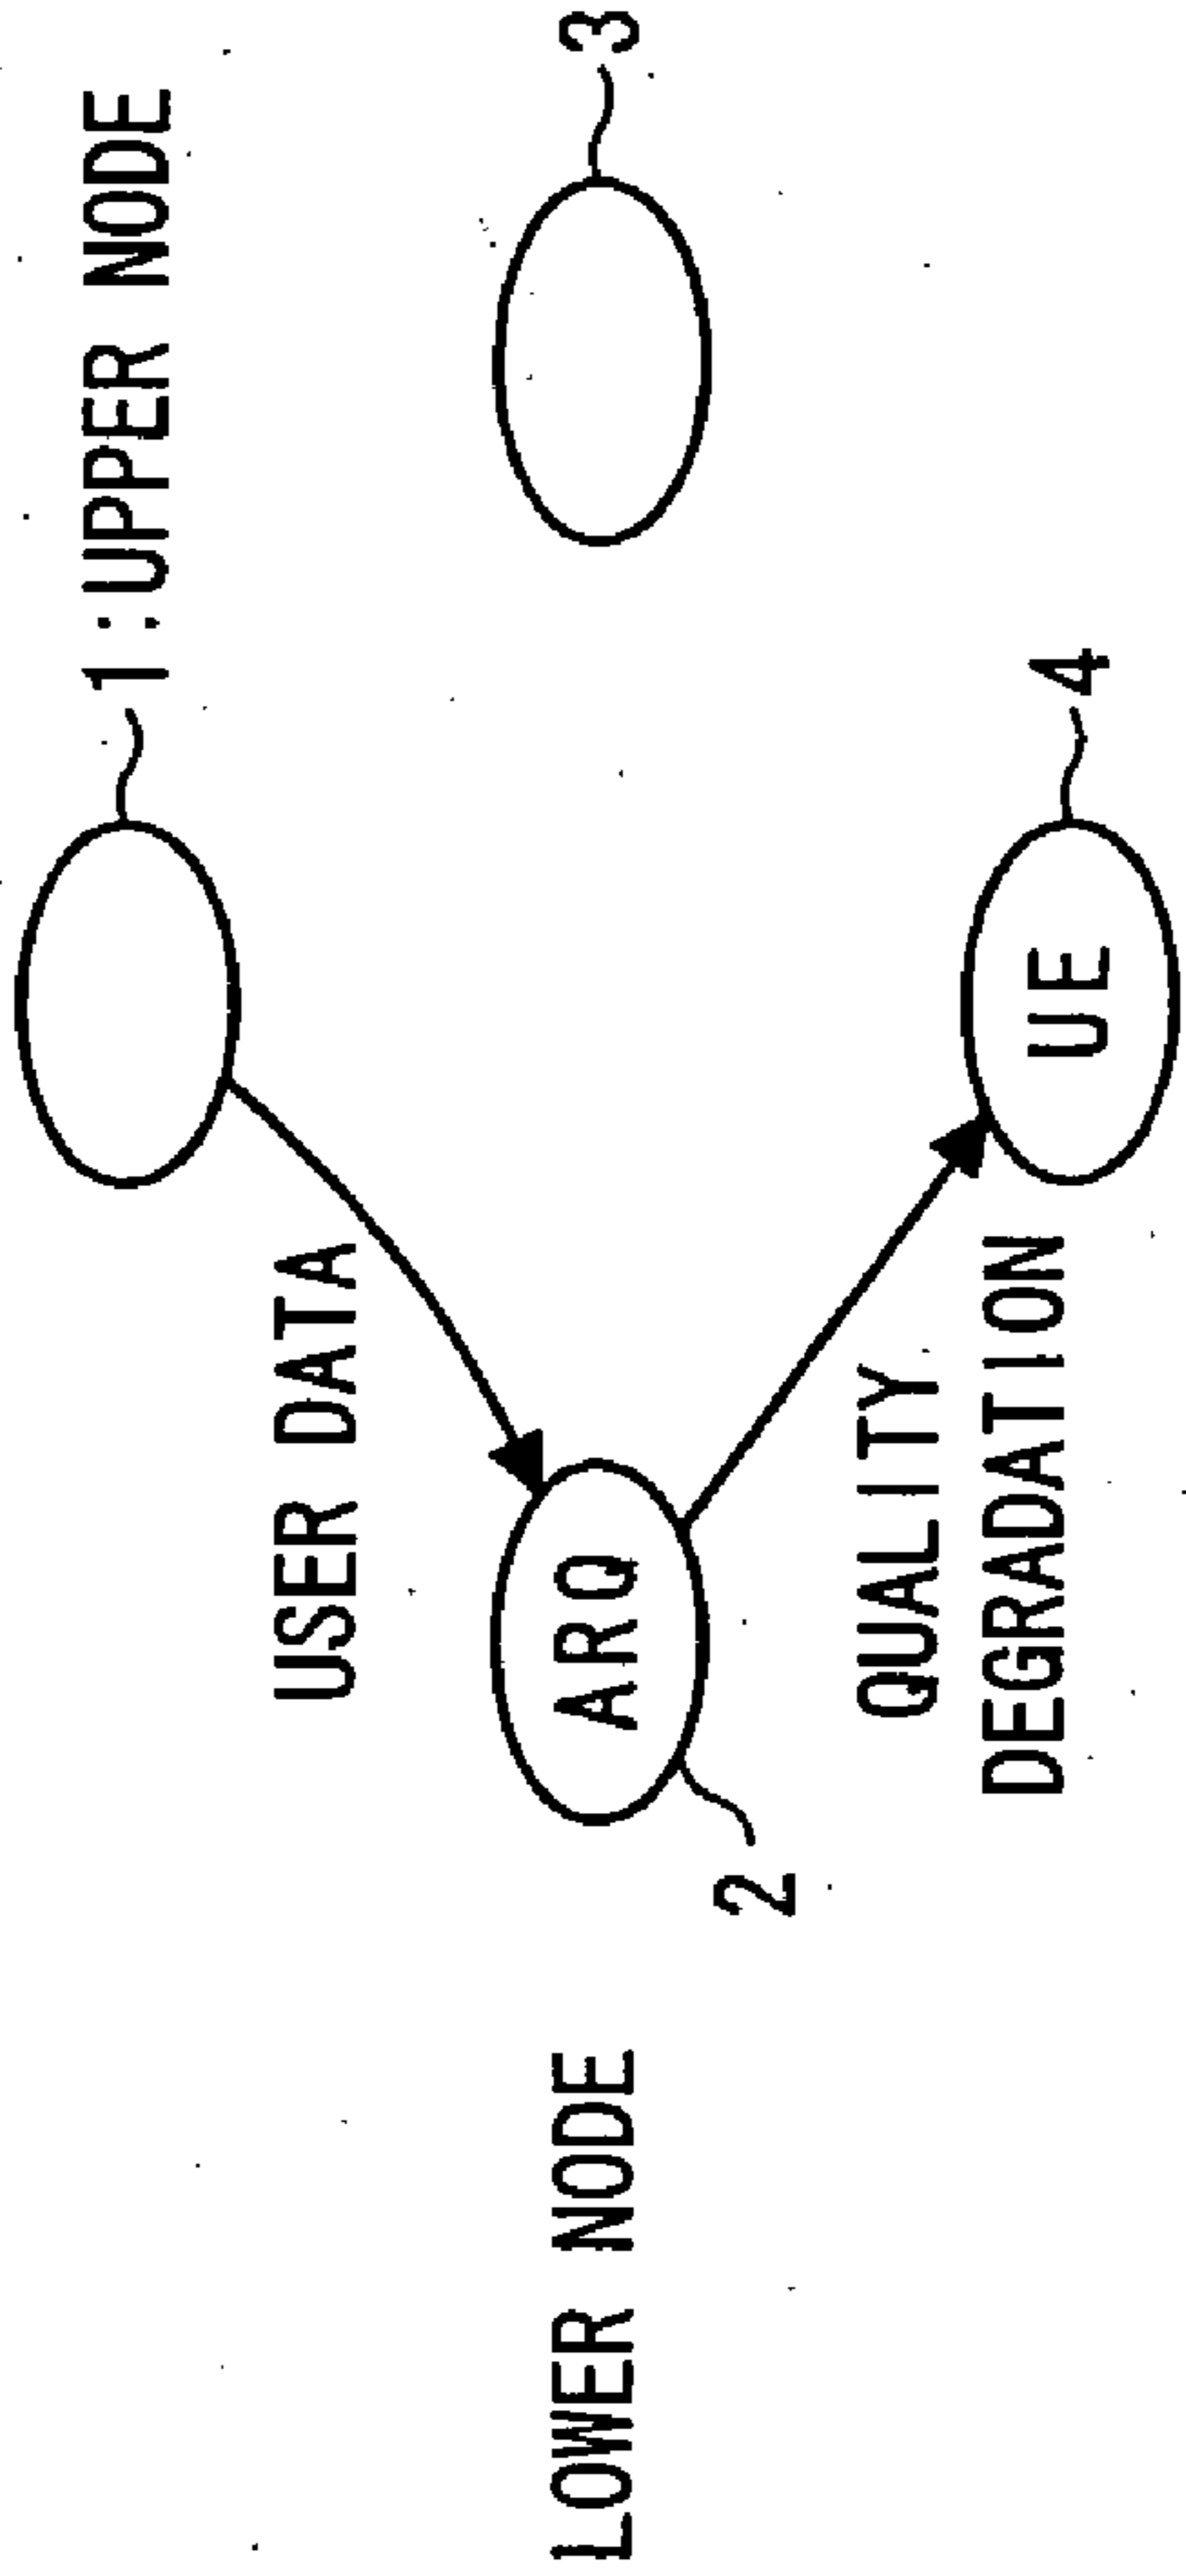 1:UPPER NODE
USER DATA
LOWER NODE
ARQ
3
2
QUALITY
DEGRADATION
UE
4